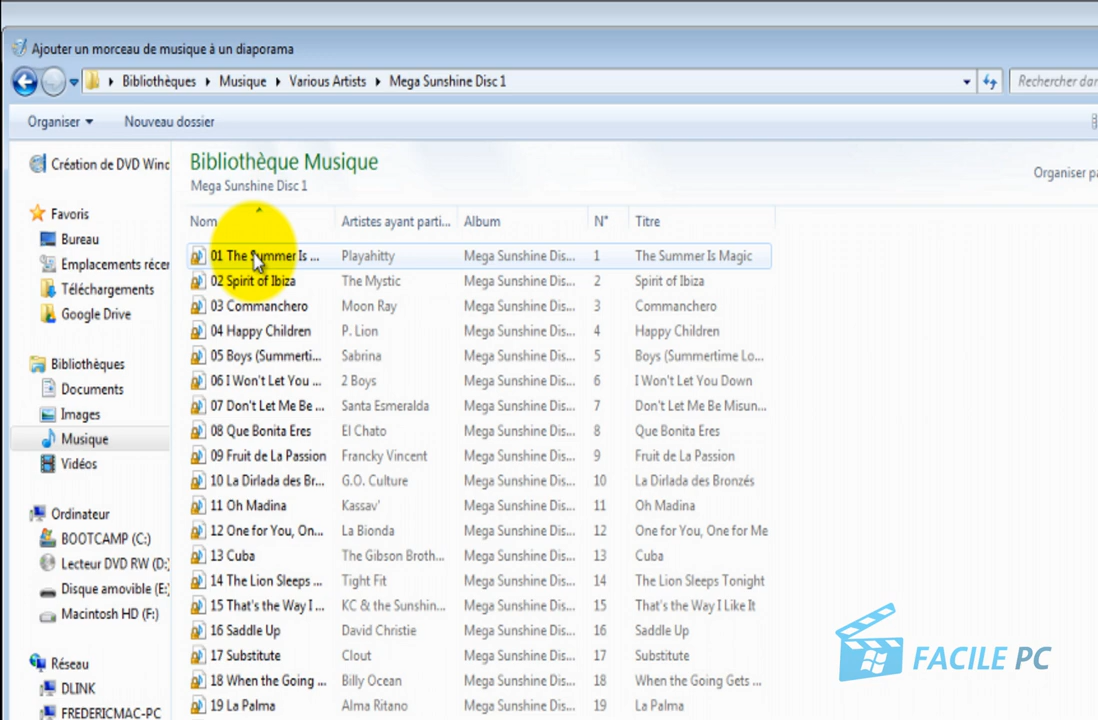 Ajouter un morceau de musique à un diaporama
Bibliothèques Musique Various Artists Mega Sunshine Disc 1 Rechercher dan
Organiser Nouveau dossier
Création de DVD Winc
Favoris
Bureau
Emplacements récer
Téléchargements
Google Drive
Bibliothèques
Documents
Images
Musique
Vidéos
Ordinateur
BOOTCAMP (C:)
Lecteur DVD RW (D:)
Disque amovible (E:)
Macintosh HD (F:)
Réseau
DLINK
FREDERICMAC-PC
Bibliothèque Musique
Mega Sunshine Disc 1
Organiser pa
Nom Artistes ayant parti... Album N° Titre
01 The Summer Is ... Playahitty Mega Sunshine Dis... 1 The Summer Is Magic
02 Spirit of Ibiza The Mystic Mega Sunshine Dis... 2 Spirit of Ibiza
03 Commanchero Moon Ray Mega Sunshine Dis... 3 Commanchero
04 Happy Children P. Lion Mega Sunshine Dis... 4 Happy Children
05 Boys (Summerti... Sabrina Mega Sunshine Dis... 5 Boys (Summertime Lo...
06 I Won't Let You ... 2 Boys Mega Sunshine Dis... 6 I Won't Let You Down
07 Don't Let Me Be ... Santa Esmeralda Mega Sunshine Dis... 7 Don't Let Me Be Misun...
08 Que Bonita Eres El Chato Mega Sunshine Dis... 8 Que Bonita Eres
09 Fruit de La Passion Francky Vincent Mega Sunshine Dis... 9 Fruit de La Passion
10 La Dirlada des Br... G.O. Culture Mega Sunshine Dis... 10 La Dirlada des Bronzés
11 Oh Madina Kassav' Mega Sunshine Dis... 11 Oh Madina
12 One for You, On... La Bionda Mega Sunshine Dis... 12 One for You, One for Me
13 Cuba The Gibson Broth... Mega Sunshine Dis... 13 Cuba
14 The Lion Sleeps ... Tight Fit Mega Sunshine Dis... 14 The Lion Sleeps Tonight
15 That's the Way I ... KC & the Sunshin... Mega Sunshine Dis... 15 That's the Way I Like It
16 Saddle Up David Christie Mega Sunshine Dis... 16 Saddle Up
17 Substitute Clout Mega Sunshine Dis... 17 Substitute
18 When the Going ... Billy Ocean Mega Sunshine Dis... 18 When the Going Gets ...
19 La Palma Alma Ritano Mega Sunshine Dis... 19 La Palma
FACILE PC